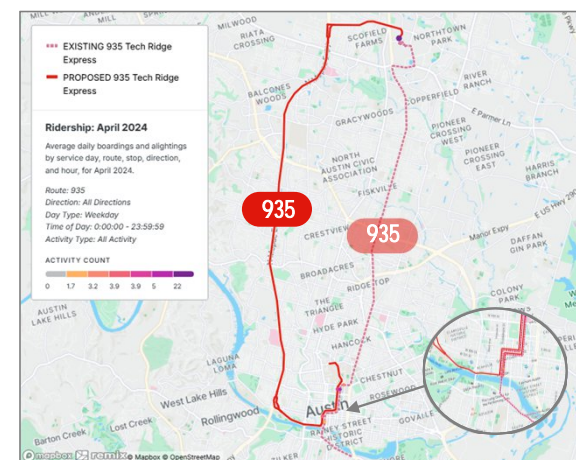 EXISTING 935 Tech Ridge
Express
PROPOSED 935 Tech Ridge
Express
Ridership: April 2024
Average daily boardings and alightings
by service day, route, stop, direction,
and hour, for April 2024.
Route: 935
Direction: All Directions
Day Type: Weekday
Time of Day: 0:00:00 - 23:59:59
Activity Type: All Activity
ACTIVITY COUNT
0 1.7 3.2 3.9 3.9 5 22
MILWOOD
RIATA
CROSSING
SCOFIELD
FARMS
NORTHTOWN
PARK
BALCONES
WOODS
RIVER
RANCH
COPPERFIELD
E Parmer Ln
GRACYWOODS
PIONEER
CROSSING
WEST
PIONEER
CROSSING
EAST
NORTH
AUSTIN CIVIC
ASSOCIATION
HARRIS
BRANCH
FISKVILLE
935
935
CRESTVIEW
E US Hwy 290
Manor Expy
DAFFAN
GIN PARK
BROADACRES
RIDGETOP
COLONY
PARK
AUSTIN
LAKE HILLS
THE
TRIANGLE
HYDE PARK
HANCOCK
LAGUNA
LOMA
CHESTNUT
ROSEWOOD
West Lake Hills
Rollingwood
Austin
GOVALLE
RAINEY STREET
HISTORIC
DISTRICT
Barton Creek
Lost Creek
ZILKER
mapbox remix © Mapbox © OpenStreetMap